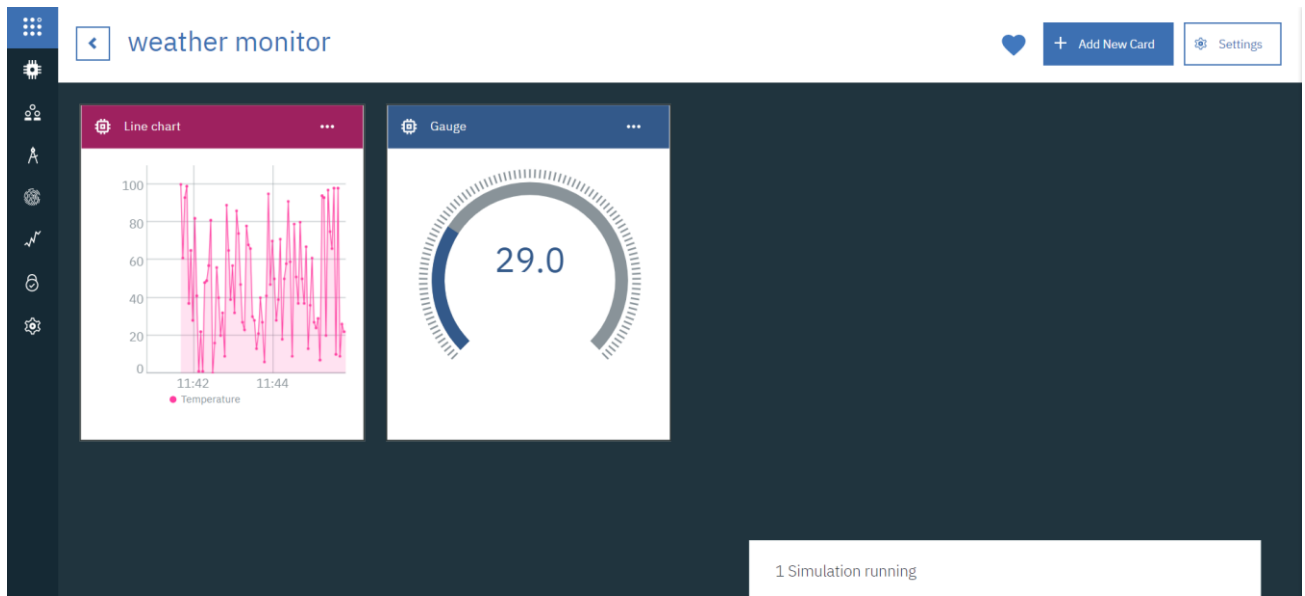 weather monitor
+ Add New Card
Settings
Line chart
Gauge
100
80
60
40
20
0
11:42 11:44
Temperature
29.0
1 Simulation running